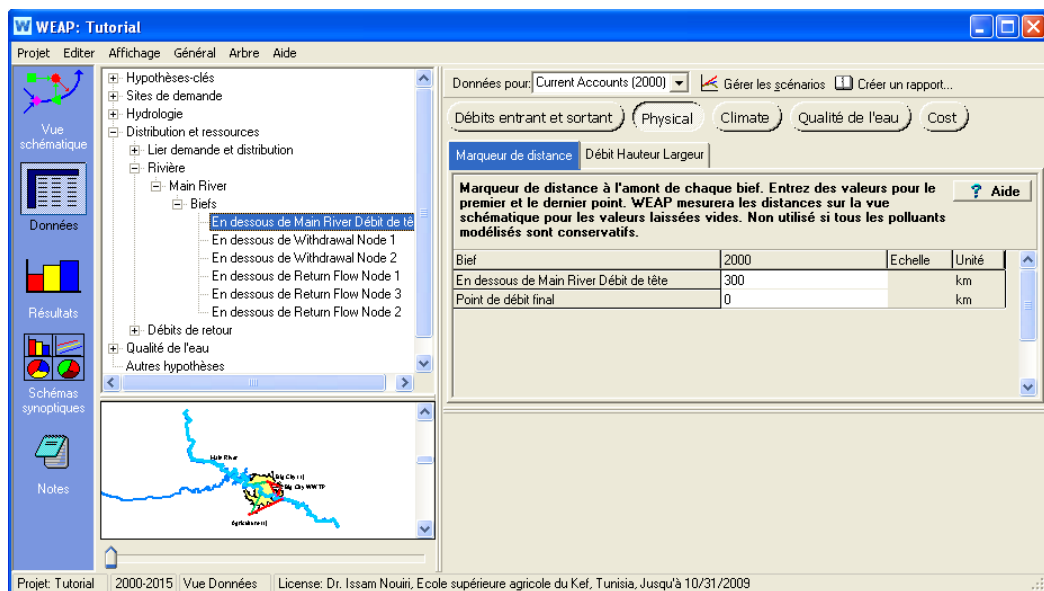 WEAP: Tutorial
Projet Editer Affichage Général Arbre Aide
Vue schématique
Données
Résultats
Schémas synoptiques
Notes
Hypothèses-clés
Sites de demande
Hydrologie
Distribution et ressources
Lier demande et distribution
Rivière
Main River
Biefs
En dessous de Main River Débit de tê
En dessous de Withdrawal Node 1
En dessous de Withdrawal Node 2
En dessous de Return Flow Node 1
En dessous de Return Flow Node 3
En dessous de Return Flow Node 2
Débits de retour
Qualité de l'eau
Autres hypothèses
Main River
Big City
Big City WWTP
Agriculture
Données pour: Current Accounts (2000) Gérer les scénarios Créer un rapport...
Débits entrant et sortant Physical Climate Qualité de l'eau Cost
Marqueur de distance Débit Hauteur Largeur
Marqueur de distance à l'amont de chaque bief. Entrez des valeurs pour le
premier et le dernier point. WEAP mesurera les distances sur la vue
schématique pour les valeurs laissées vides. Non utilisé si tous les polluants
modélisés sont conservatifs.
? Aide
Bief 2000 Echelle Unité
En dessous de Main River Débit de tête 300 km
Point de débit final 0 km
Projet: Tutorial 2000-2015 Vue Données License: Dr. Issam Nouiri, Ecole supérieure agricole du Kef, Tunisia, Jusqu'à 10/31/2009